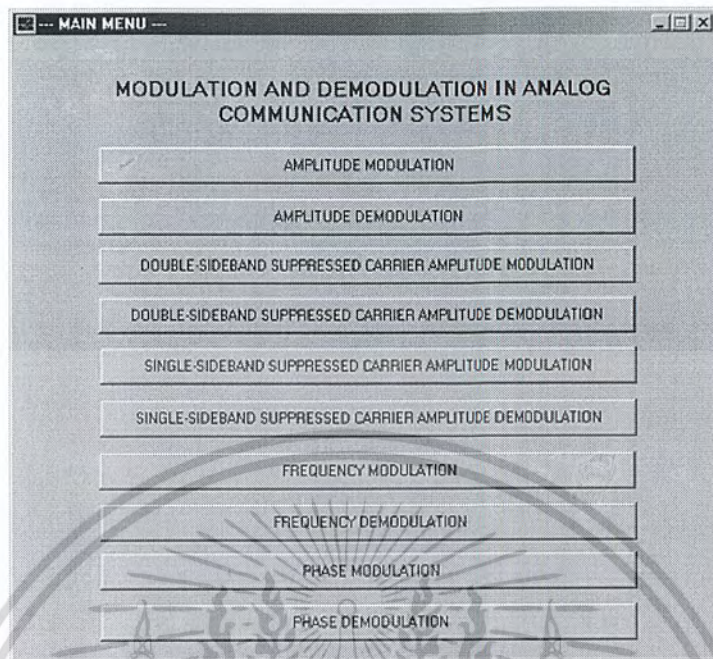 --- MAIN MENU ---
MODULATION AND DEMODULATION IN ANALOG
COMMUNICATION SYSTEMS
AMPLITUDE MODULATION
AMPLITUDE DEMODULATION
DOUBLE-SIDEBAND SUPPRESSED CARRIER AMPLITUDE MODULATION
DOUBLE-SIDEBAND SUPPRESSED CARRIER AMPLITUDE DEMODULATION
SINGLE-SIDEBAND SUPPRESSED CARRIER AMPLITUDE MODULATION
SINGLE-SIDEBAND SUPPRESSED CARRIER AMPLITUDE DEMODULATION
FREQUENCY MODULATION
FREQUENCY DEMODULATION
PHASE MODULATION
PHASE DEMODULATION